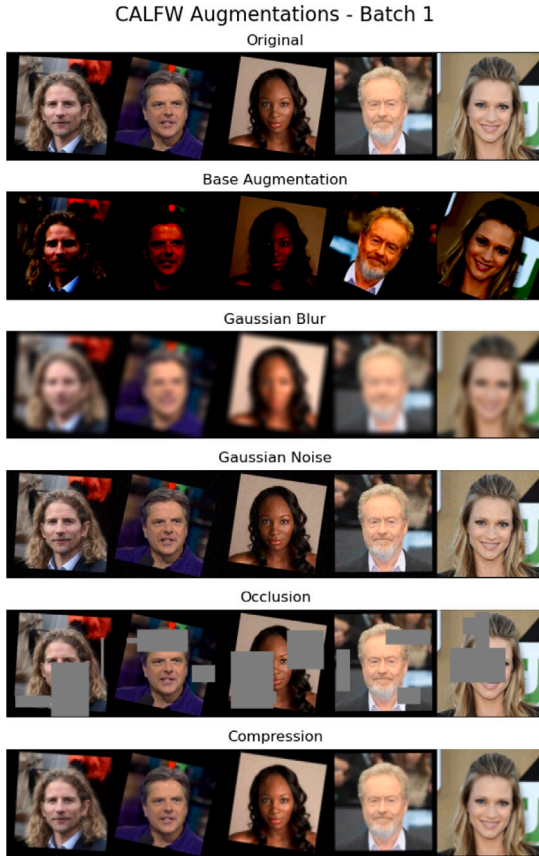 CALFW Augmentations - Batch 1
Original
Base Augmentation
Gaussian Blur
Gaussian Noise
Occlusion
Compression